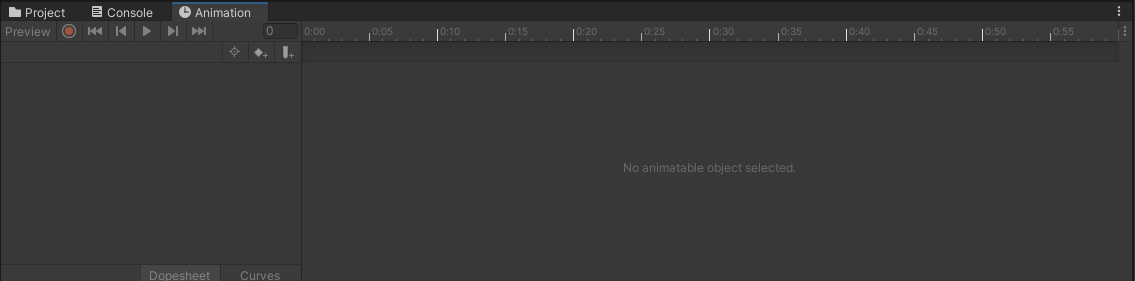 Project Console Animation
Preview 0 0:00 0:05 0:10 0:15 0:20 0:25 0:30 0:35 0:40 0:45 0:50 0:55
No animatable object selected.
Dopesheet Curves